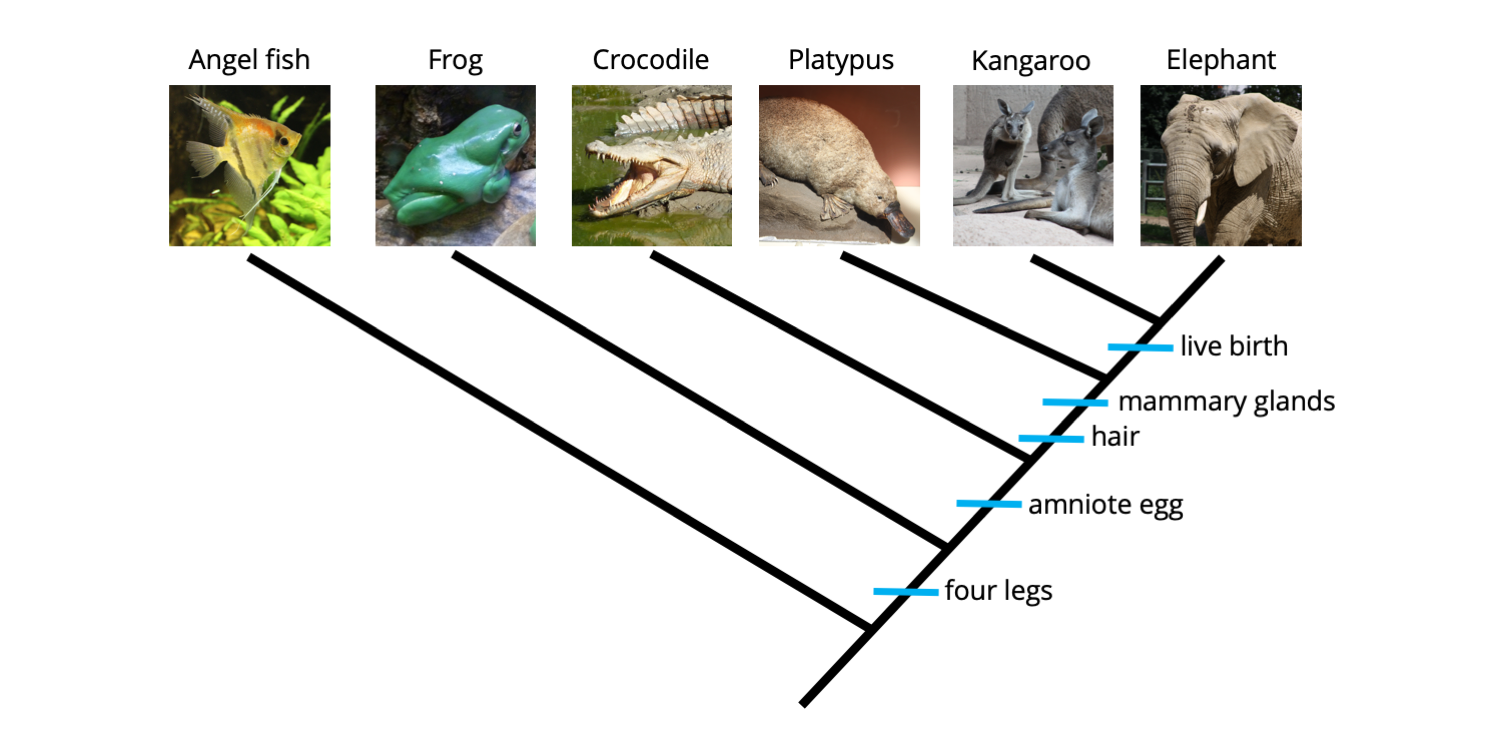 Angel fish
Frog
Crocodile
Platypus
Kangaroo
Elephant
live birth
mammary glands
hair
amniote egg
four legs